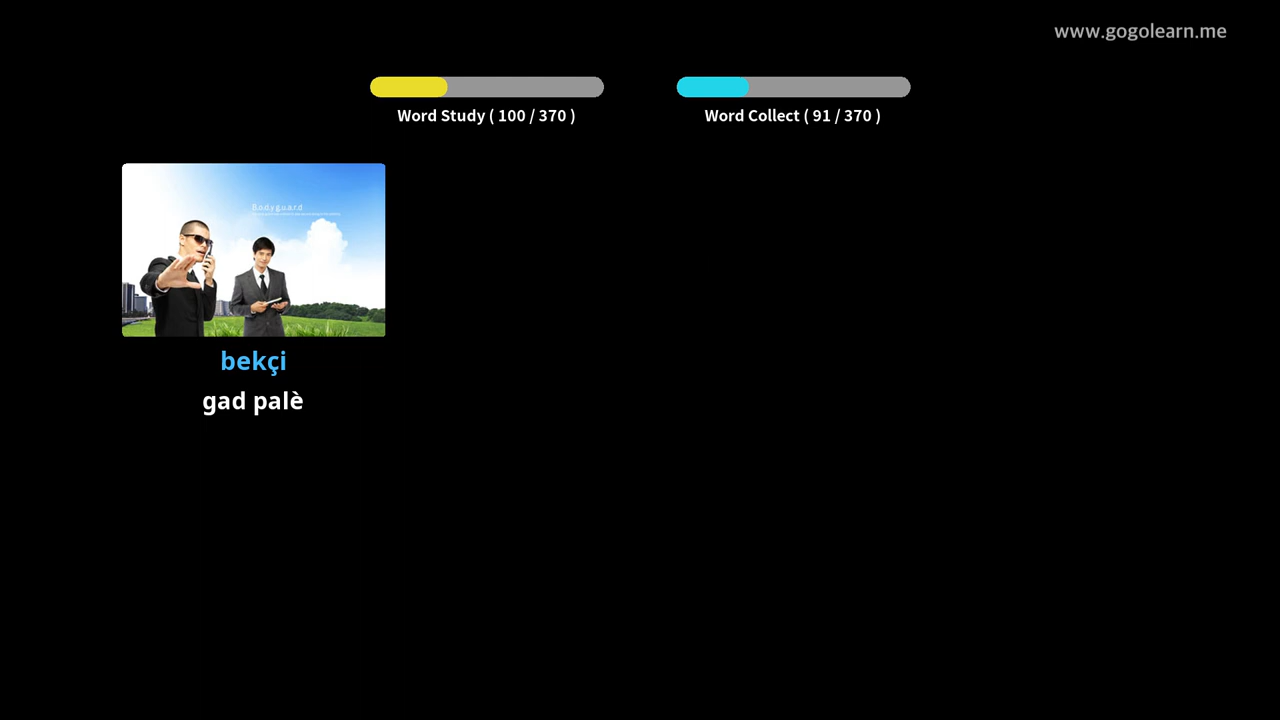 www.gogolearn.me
Word Study ( 100 / 370 )
Word Collect ( 91 / 370 )
Bodyguard
bekçi
gad palè